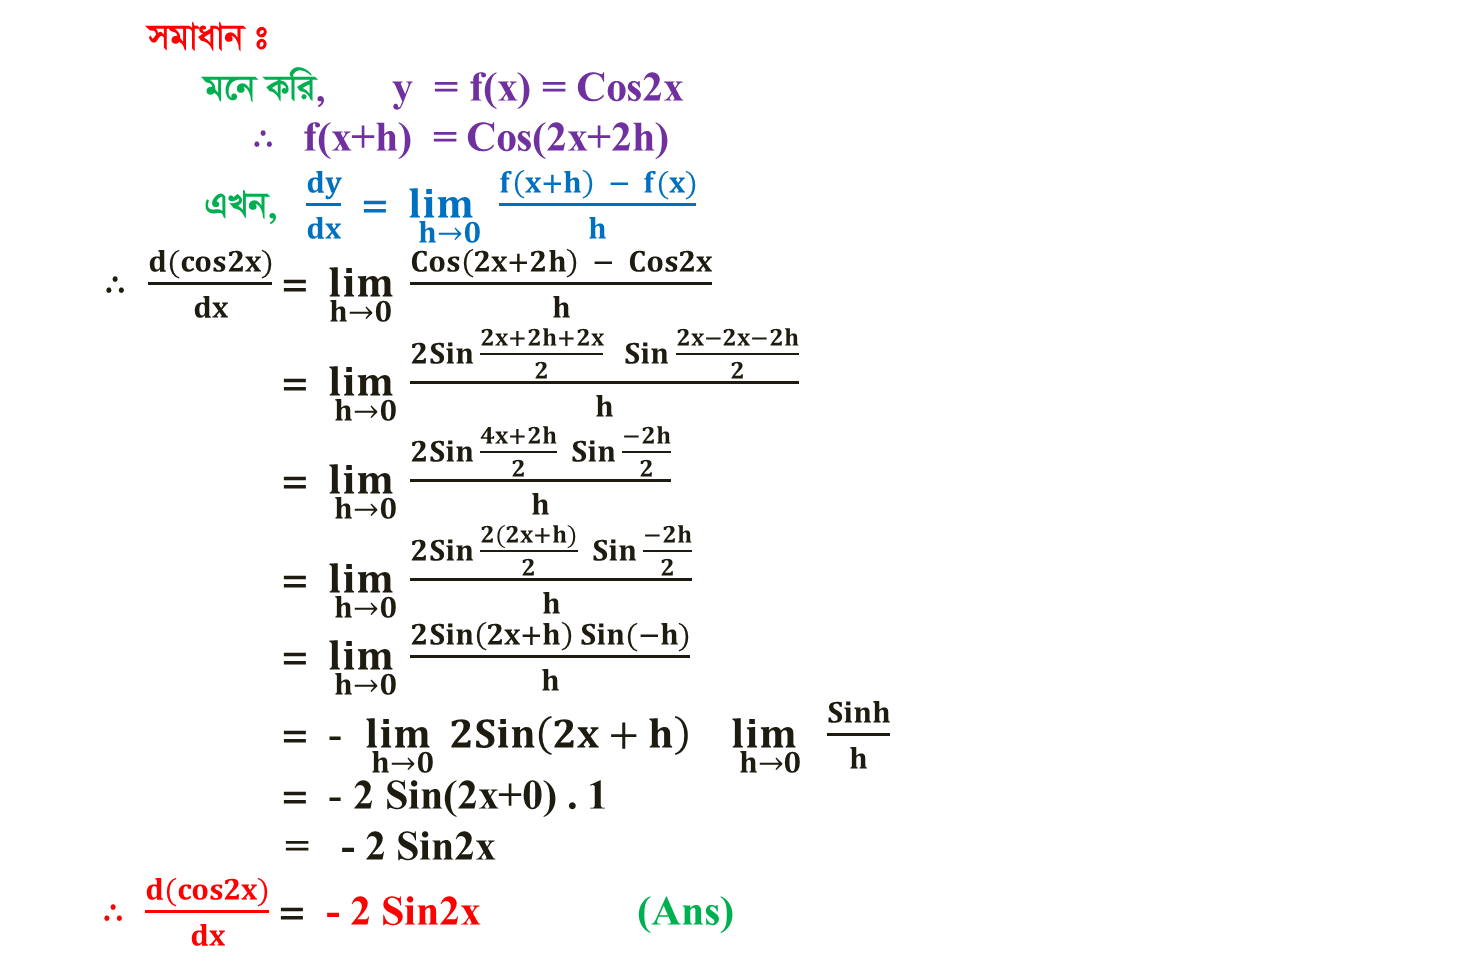 সমাধান ঃ
মনে করি, y = f(x) = Cos2x
∴ f(x+h) = Cos(2x+2h)
এখন, dy/dx = lim h→0 f(x+h) − f(x)/h
∴ d(cos2x)/dx = lim h→0 Cos(2x+2h) − Cos2x/h
= lim h→0 2Sin 2x+2h+2x/2 Sin 2x−2x−2h/2 /h
= lim h→0 2Sin 4x+2h/2 Sin −2h/2 /h
= lim h→0 2Sin 2(2x+h)/2 Sin −2h/2 /h
= lim h→0 2Sin(2x+h) Sin(−h)/h
= - lim h→0 2Sin(2x + h) lim h→0 Sinh/h
= - 2 Sin(2x+0) . 1
= - 2 Sin2x
∴ d(cos2x)/dx = - 2 Sin2x (Ans)